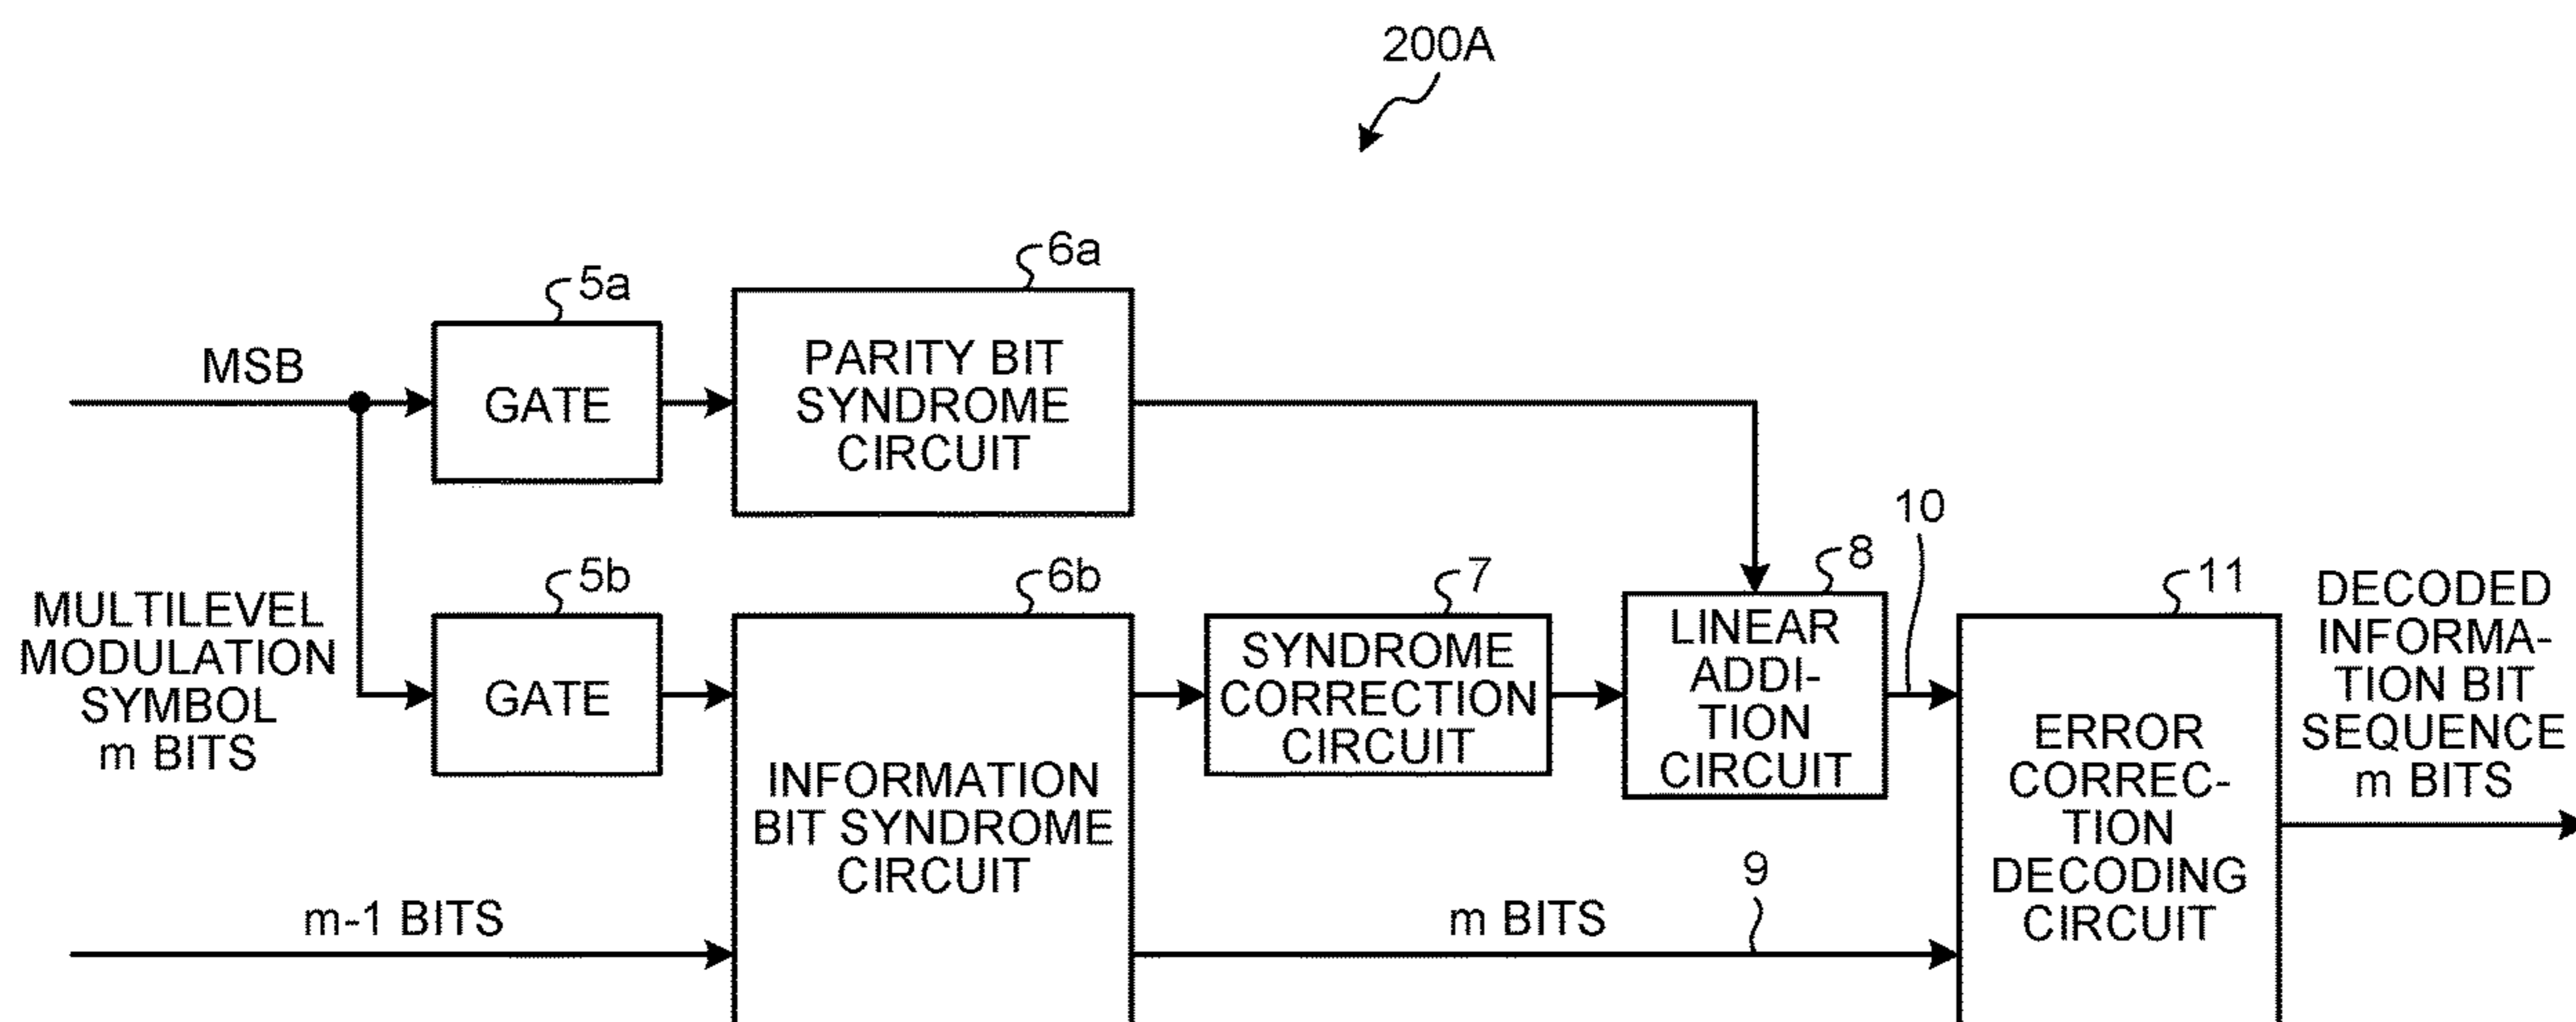 200A
6a
5a
MSB
GATE
PARITY BIT
SYNDROME
CIRCUIT
10
8
5b
6b
7
11
MULTILEVEL
MODULATION
SYMBOL
m BITS
GATE
INFORMATION
BIT SYNDROME
CIRCUIT
SYNDROME
CORRECTION
CIRCUIT
LINEAR
ADDI-
TION
CIRCUIT
ERROR
CORREC-
TION
DECODING
CIRCUIT
DECODED
INFORMA-
TION BIT
SEQUENCE
m BITS
m-1 BITS
m BITS
9